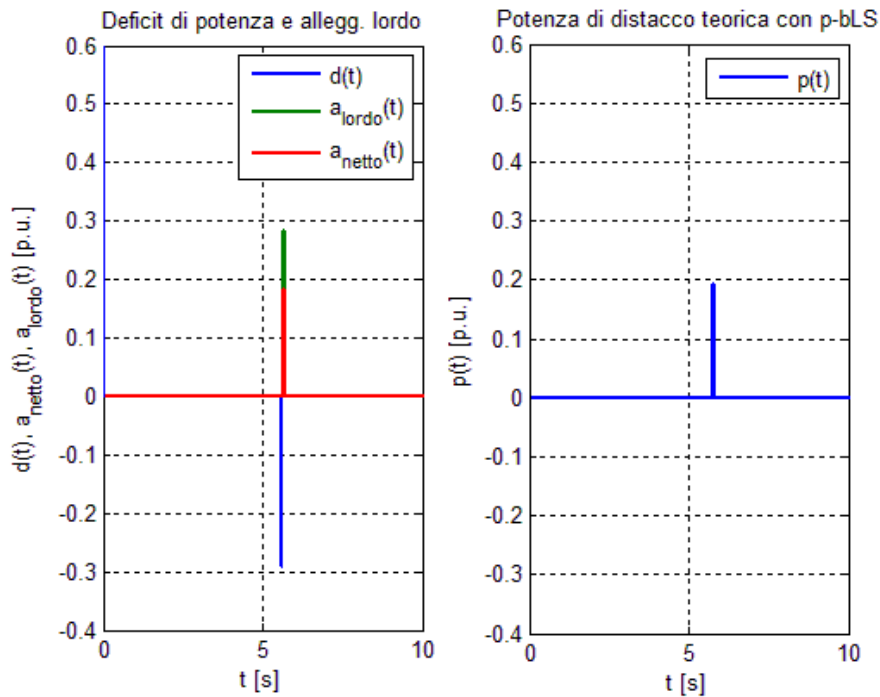 Deficit di potenza e allegg. lordo
0.6
0.5
0.4
0.3
0.2
0.1
0
-0.1
-0.2
-0.3
-0.4
0
5
10
t [s]
d(t), a_netto(t), a_lordo(t) [p.u.]
d(t)
a_lordo(t)
a_netto(t)
Potenza di distacco teorica con p-bLS
0.6
0.5
0.4
0.3
0.2
0.1
0
-0.1
-0.2
-0.3
-0.4
0
5
10
t [s]
p(t) [p.u.]
p(t)